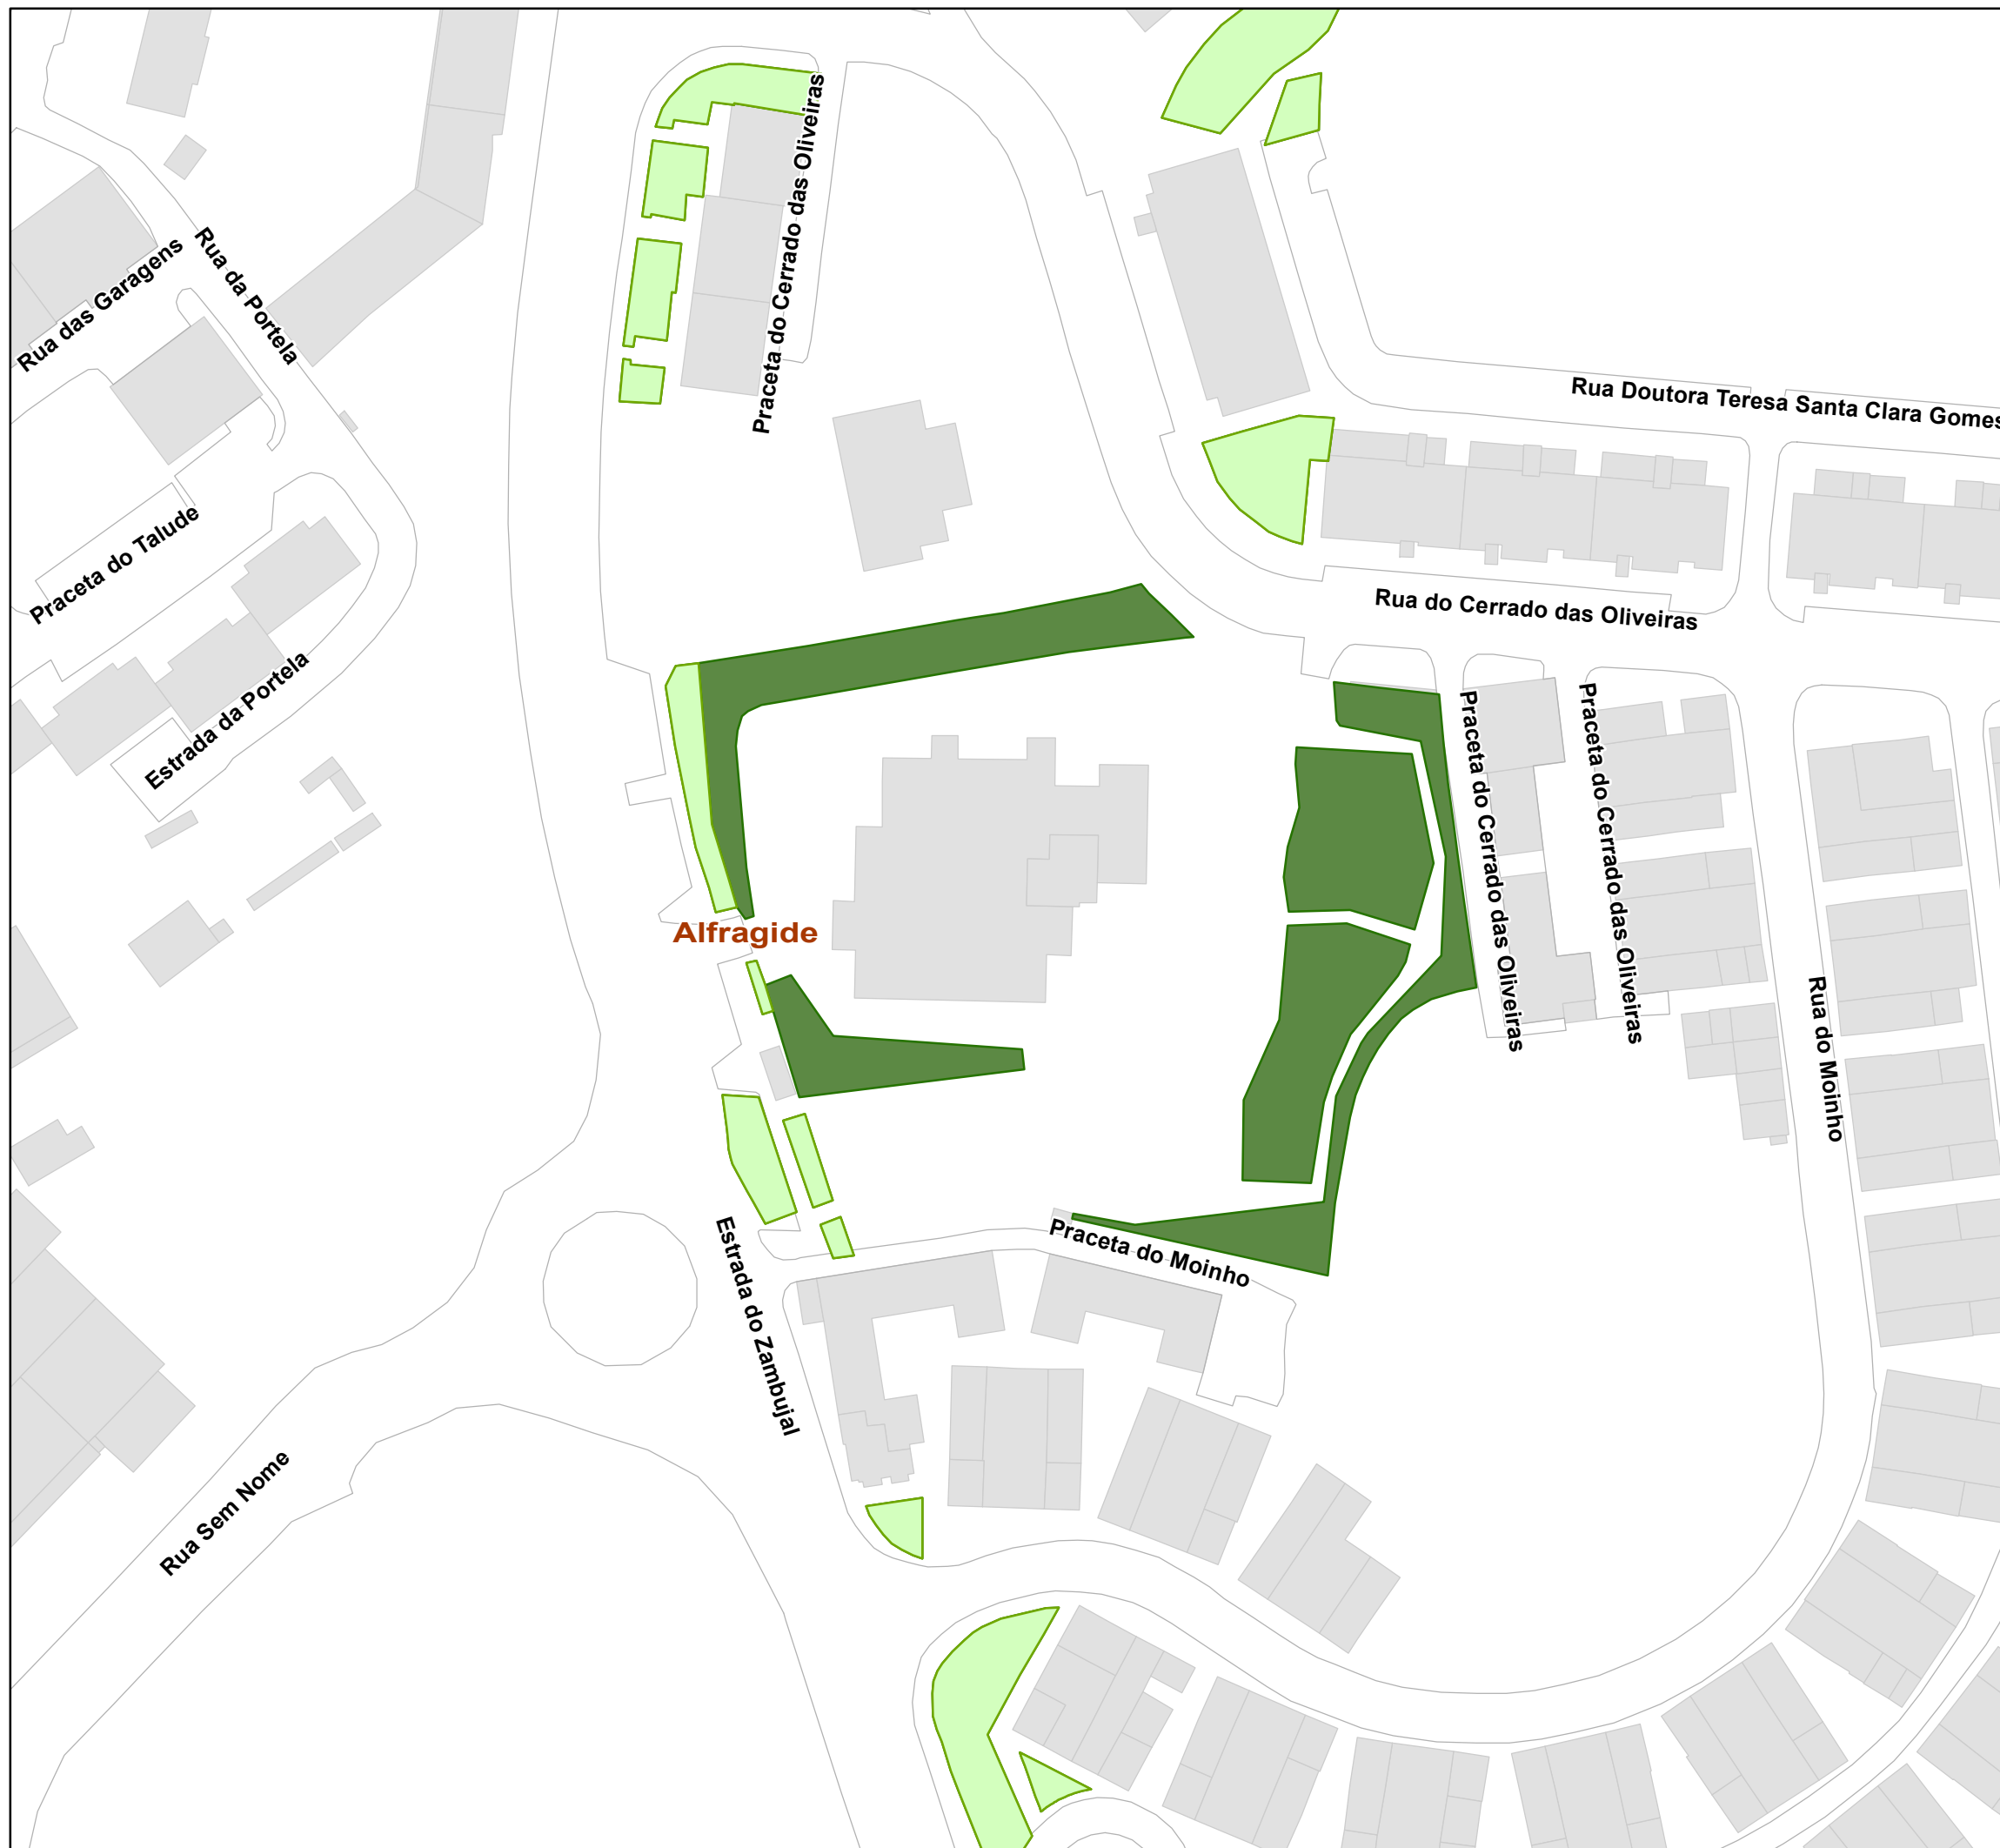 Praceta do Cerrado das Oliveiras
Rua da Portela
Rua das Garagens
Rua Doutora Teresa Santa Clara Gomes
Praceta do Talude
Rua do Cerrado das Oliveiras
Estrada da Portela
Praceta do Cerrado das Oliveiras
Praceta do Cerrado das Oliveiras
Alfragide
Rua do Moinho
Praceta do Moinho
Estrada do Zambujal
Rua Sem Nome